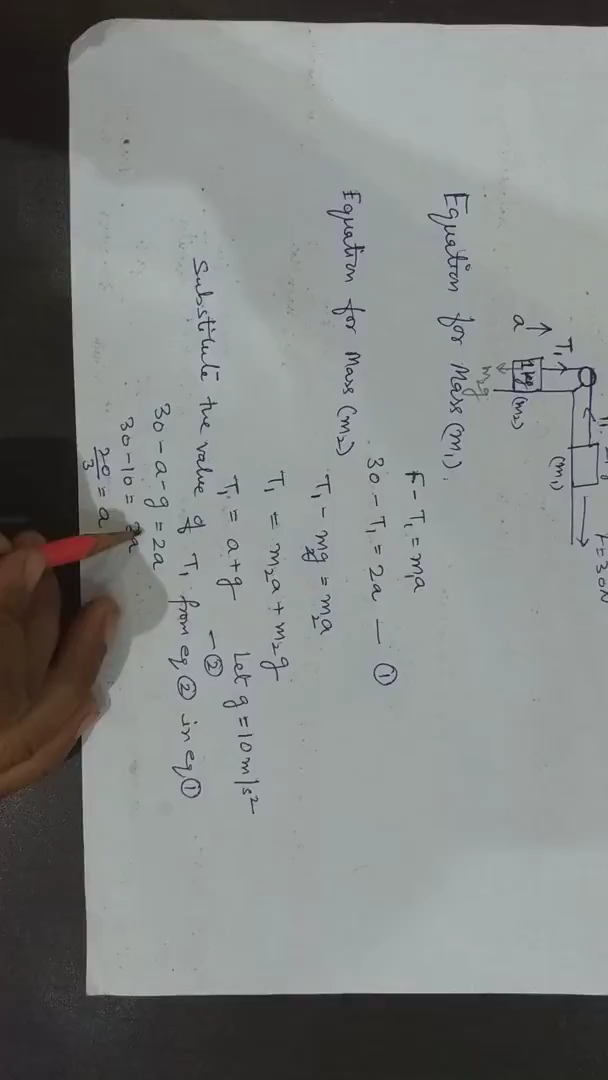 F=30N
T₁
T₁
a
1kg
(m₂)
(m₁)
m₂g
Equation for Mass (m₁).
F - T₁ = m₁a
30 - T₁ = 2a — ①
Equation for Mass (m₂)
T₁ - m₂g = m₂a
T₁ = m₂a + m₂g
T₁ = a + g - ② Let g = 10 m/s²
Substitute the value of T₁ from eq ② in eq ①
30 - a - g = 2a
30 - 10 = 3a
20/3 = a